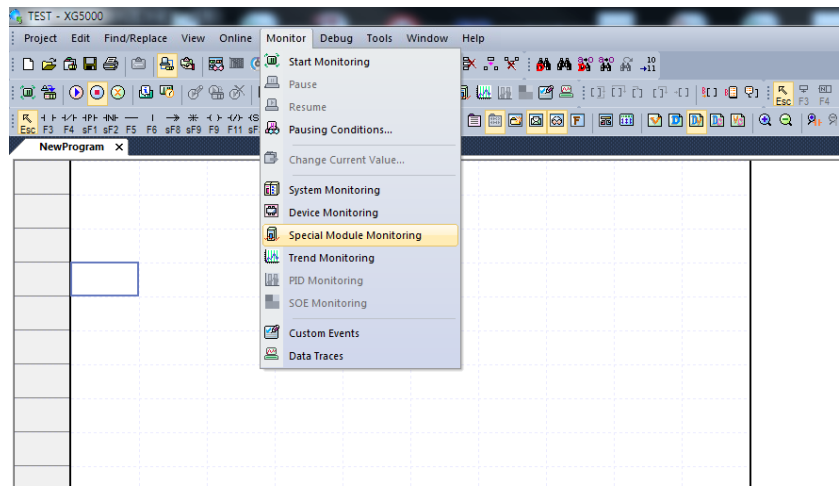 TEST - XG5000
Project Edit Find/Replace View Online Monitor Debug Tools Window Help
Start Monitoring
Pause
Resume
Pausing Conditions...
Change Current Value...
System Monitoring
Device Monitoring
Special Module Monitoring
Trend Monitoring
PID Monitoring
SOE Monitoring
Custom Events
Data Traces
Esc F3 F4
Esc F3 F4 sF1 sF2 F5 F6 sF8 sF9 F9 F11
NewProgram X